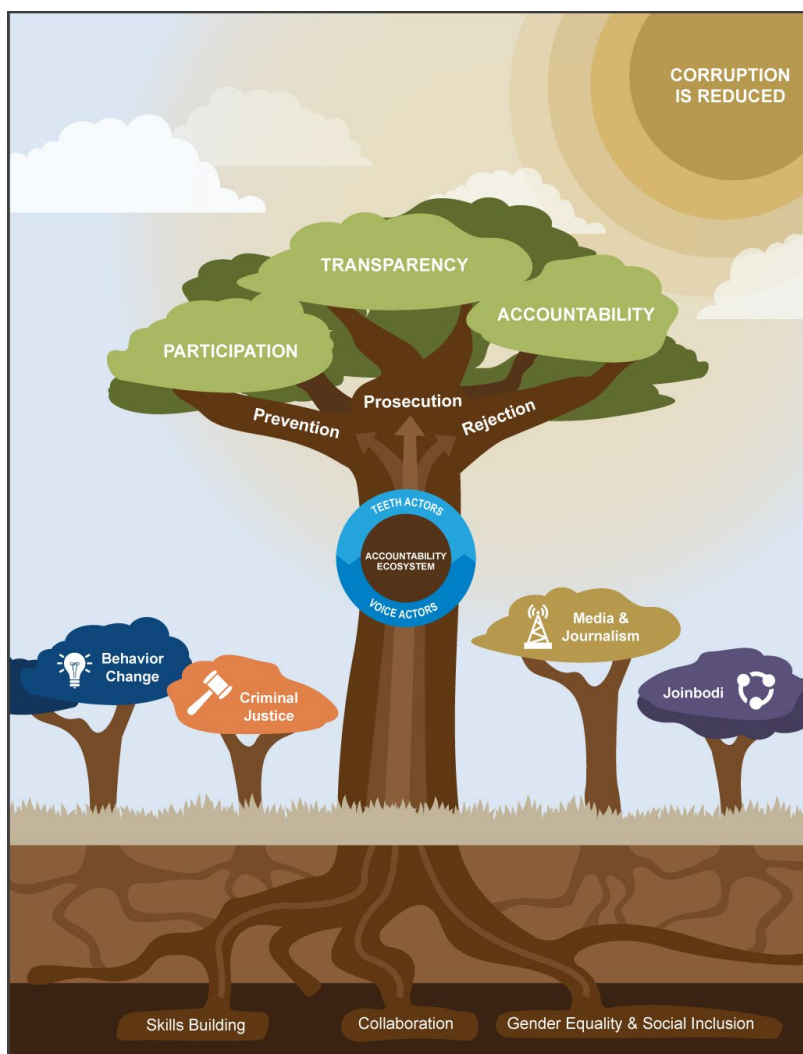 CORRUPTION
IS REDUCED
TRANSPARENCY
ACCOUNTABILITY
PARTICIPATION
Prevention
Prosecution
Rejection
TEETH ACTORS
ACCOUNTABILITY
ECOSYSTEM
VOICE ACTORS
Behavior
Change
Criminal
Justice
Media &
Journalism
Joinbodi
Skills Building
Collaboration
Gender Equality & Social Inclusion